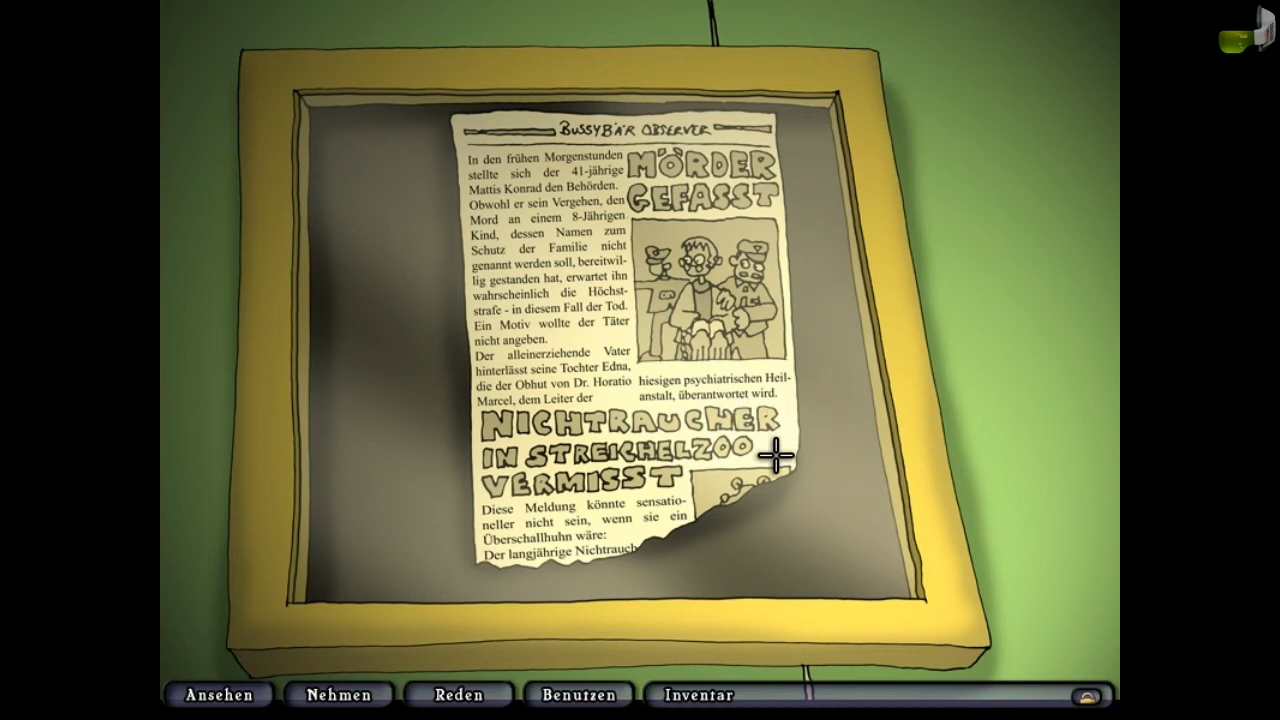 BUSSYBÄR OBSERVER
In den frühen Morgenstunden
stellte sich der 41-jährige
Mattis Konrad den Behörden.
Obwohl er sein Vergehen, den
Mord an einem 8-Jährigen
Kind, dessen Namen zum
Schutz der Familie nicht
genannt werden soll, bereitwil-
lig gestanden hat, erwartet ihn
wahrscheinlich die Höchst-
strafe - in diesem Fall der Tod.
Ein Motiv wollte der Täter
nicht angeben.
Der alleinerziehende Vater
hinterlässt seine Tochter Edna,
die der Obhut von Dr. Horatio
Marcel, dem Leiter der
MÖRDER
GEFASST
hiesigen psychiatrischen Heil-
anstalt, überantwortet wird.
NICHTRAUCHER
IN STREICHELZOO
VERMISST
Diese Meldung könnte sensatio-
neller nicht sein, wenn sie ein
Überschallhuhn wäre:
Der langjährige Nichtrauch
Ansehen Nehmen Reden Benutzen Inventar